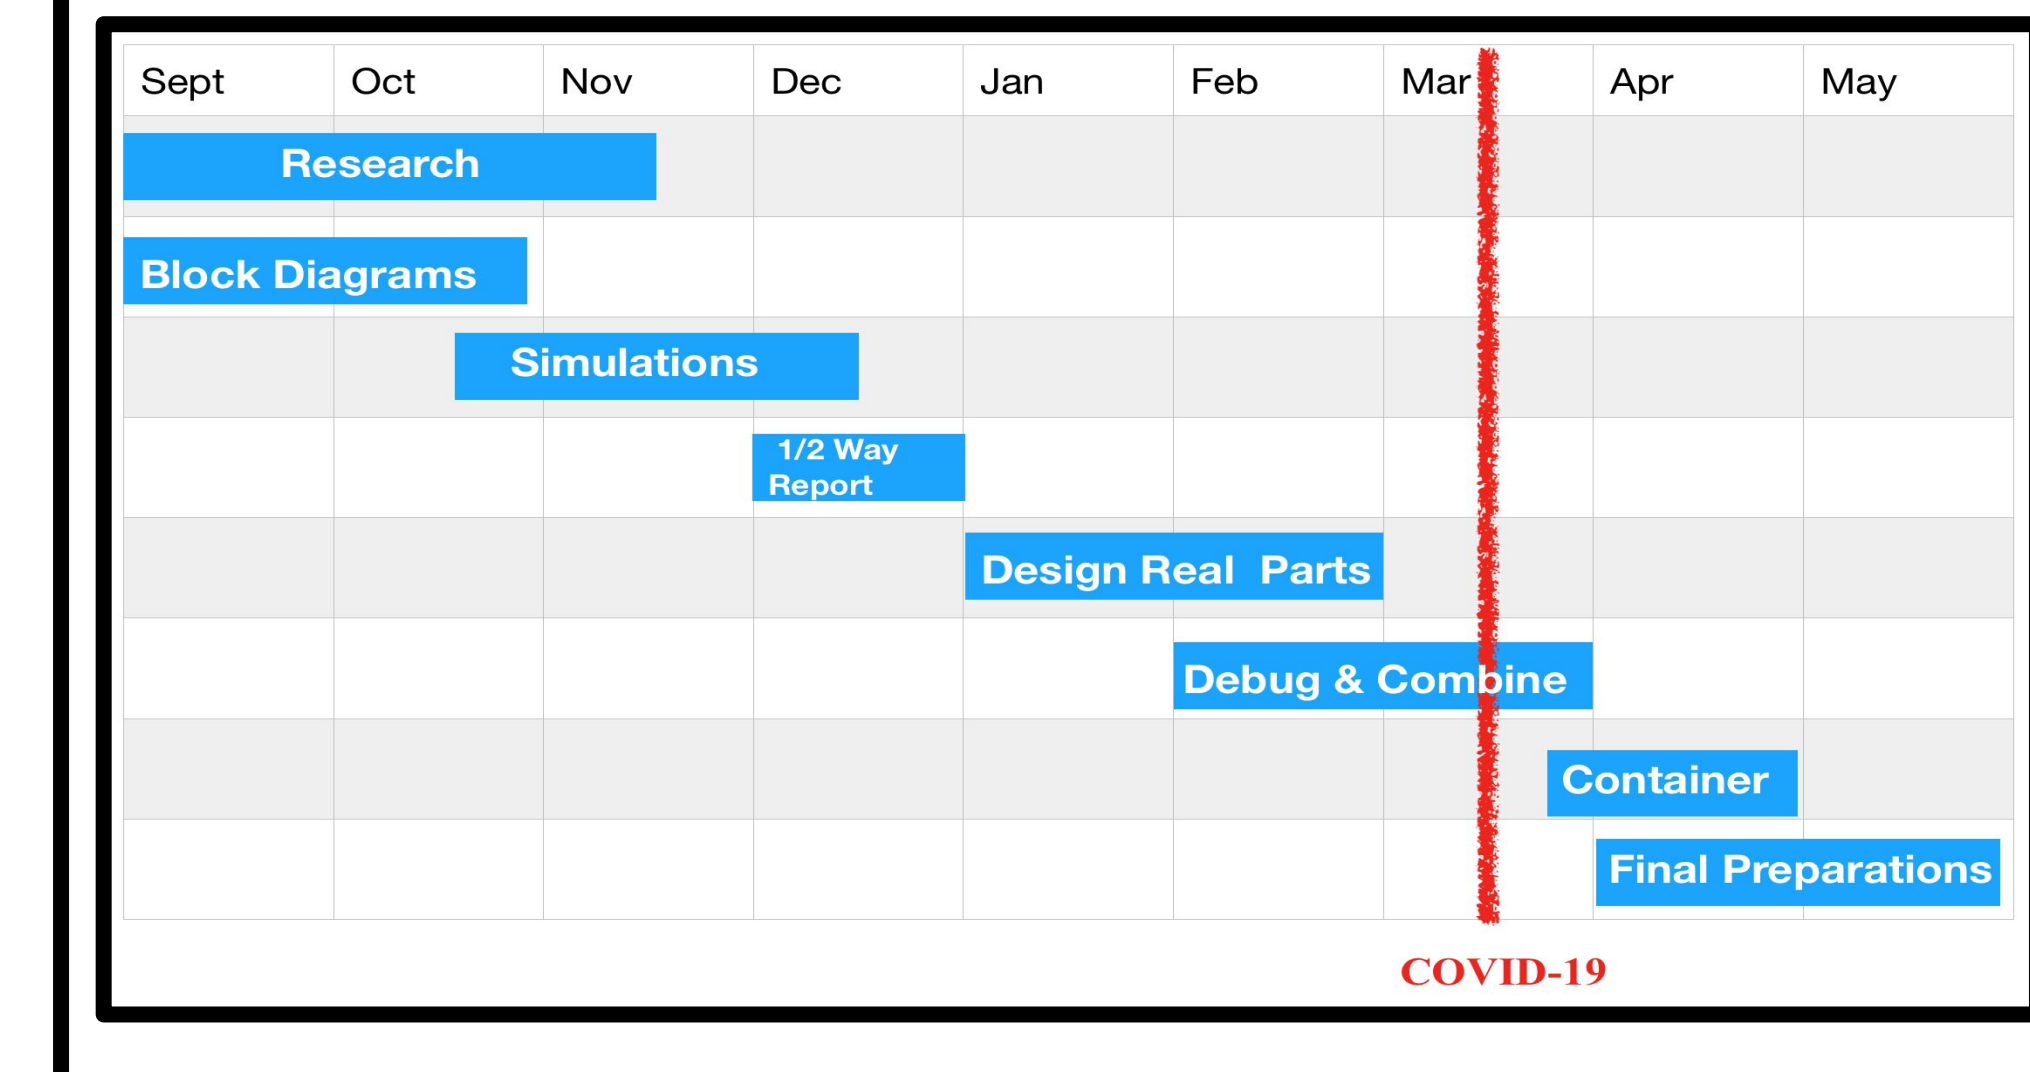 Sept Oct Nov Dec Jan Feb Mar Apr May
Research
Block Diagrams
Simulations
1/2 Way
Report
Design Real Parts
Debug & Combine
Container
Final Preparations
COVID-19